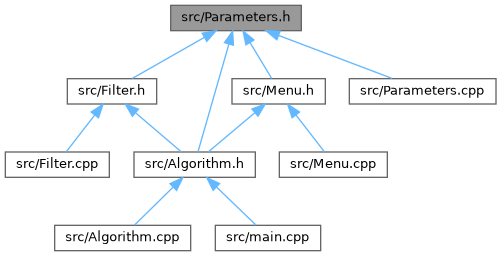 src/Parameters.h
src/Filter.h
src/Menu.h
src/Parameters.cpp
src/Filter.cpp
src/Algorithm.h
src/Menu.cpp
src/Algorithm.cpp
src/main.cpp